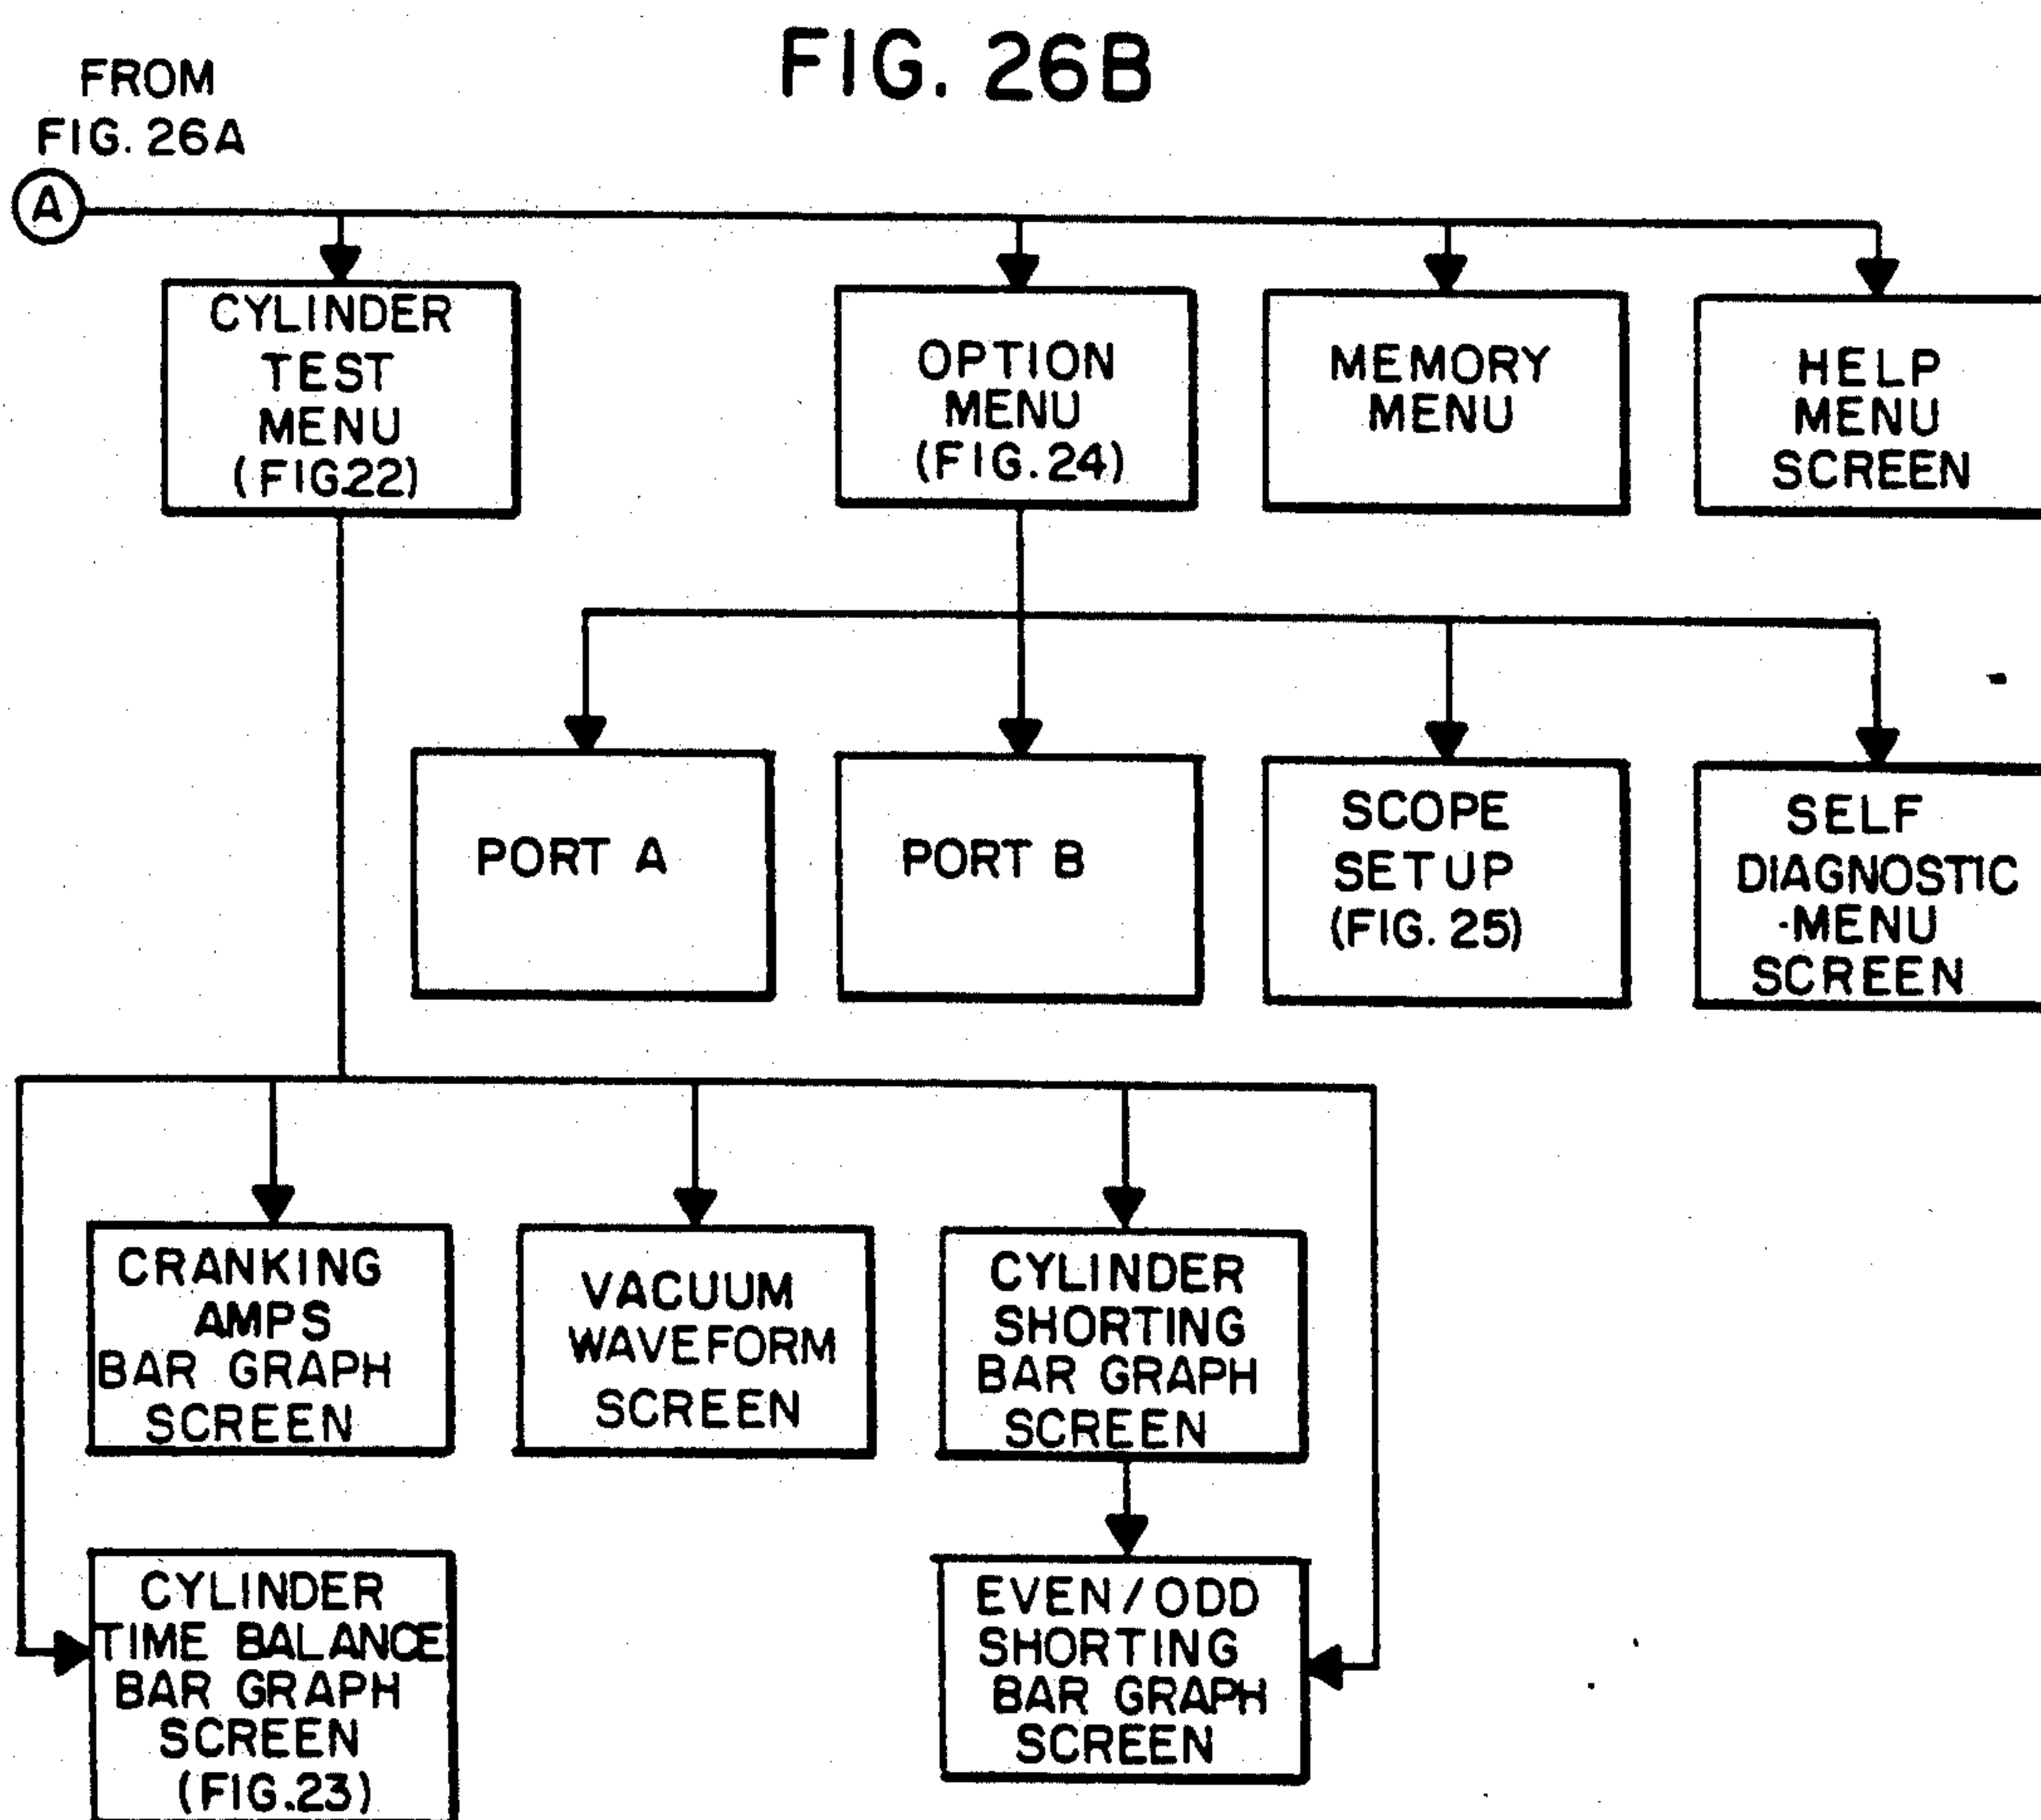 FIG. 26B
FROM
FIG. 26A
A
CYLINDER
TEST
MENU
(FIG.22)
OPTION
MENU
(FIG. 24)
MEMORY
MENU
HELP
MENU
SCREEN
PORT A
PORT B
SCOPE
SETUP
(FIG. 25)
SELF
DIAGNOSTIC
MENU
SCREEN
CRANKING
AMPS
BAR GRAPH
SCREEN
VACUUM
WAVEFORM
SCREEN
CYLINDER
SHORTING
BAR GRAPH
SCREEN
CYLINDER
TIME BALANCE
BAR GRAPH
SCREEN
(FIG.23)
EVEN/ODD
SHORTING
BAR GRAPH
SCREEN